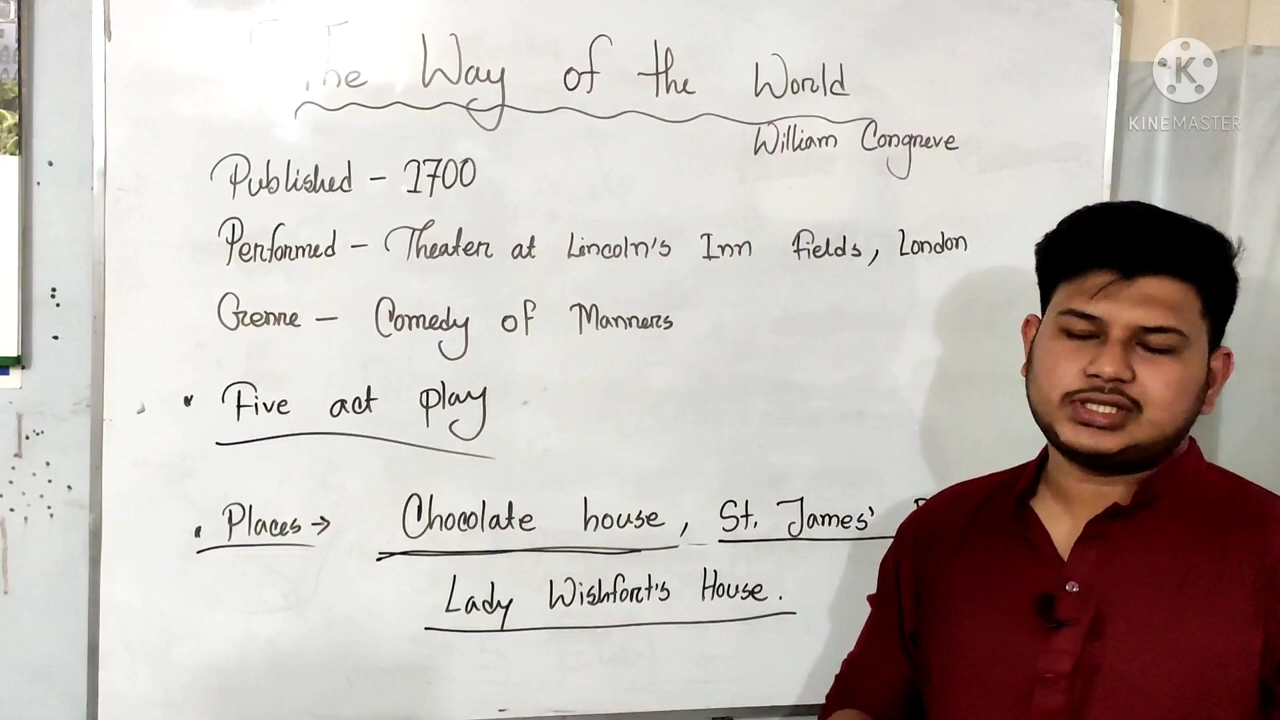 The Way of the World
William Congreve
Published - 1700
Performed - Theater at Lincoln's Inn fields, London
Genre - Comedy of Manners
• Five act play
• Places → Chocolate house, St. James'
Lady Wishfort's House.
K
KINEMASTER